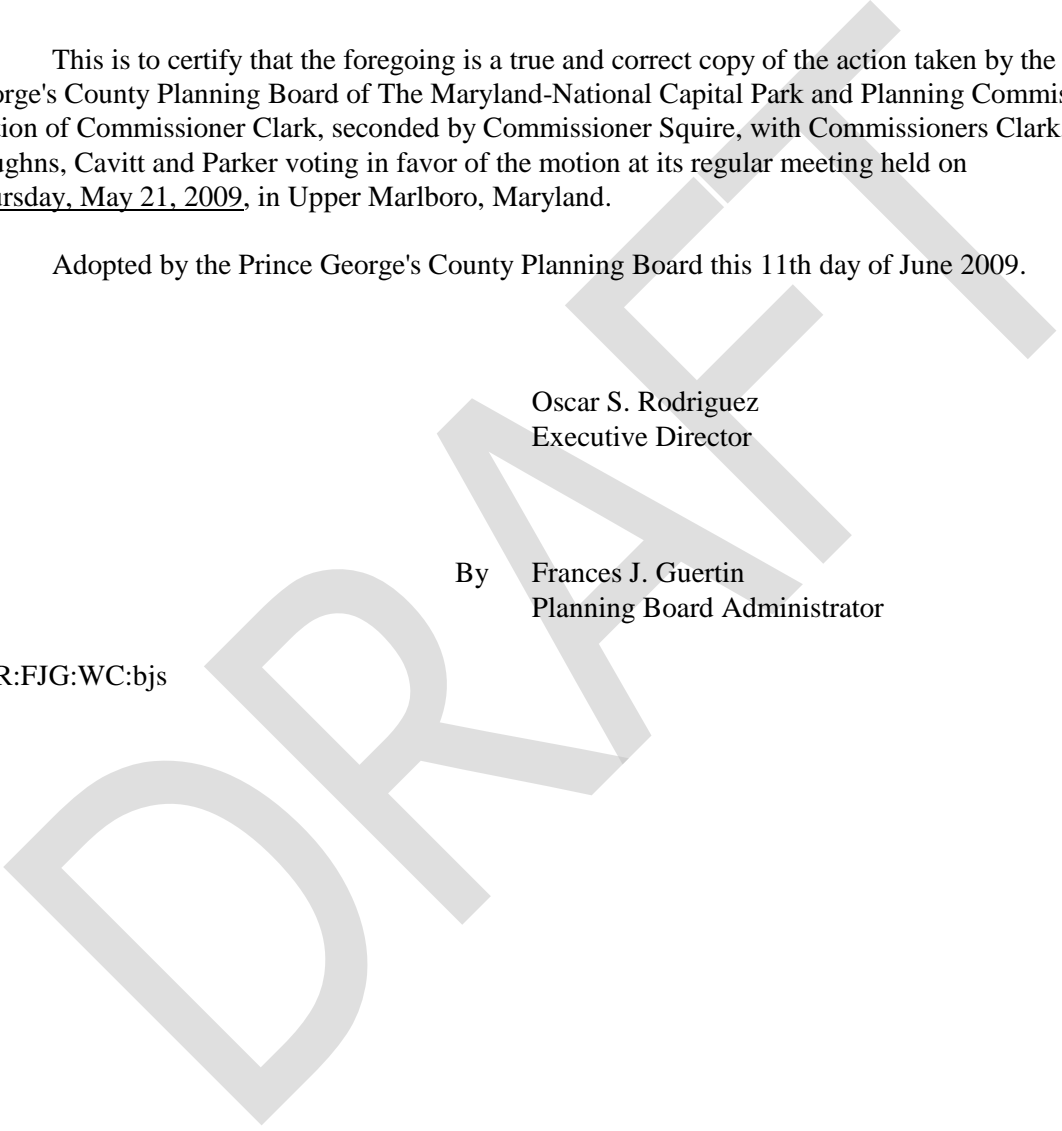 This is to certify that the foregoing is a true and correct copy of the action taken by the
orge's County Planning Board of The Maryland-National Capital Park and Planning Commis
tion of Commissioner Clark, seconded by Commissioner Squire, with Commissioners Clark
ughns, Cavitt and Parker voting in favor of the motion at its regular meeting held on
ursday, May 21, 2009, in Upper Marlboro, Maryland.
Adopted by the Prince George's County Planning Board this 11th day of June 2009.
Oscar S. Rodriguez
Executive Director
By Frances J. Guertin
Planning Board Administrator
R:FJG:WC:bjs
DRAFT